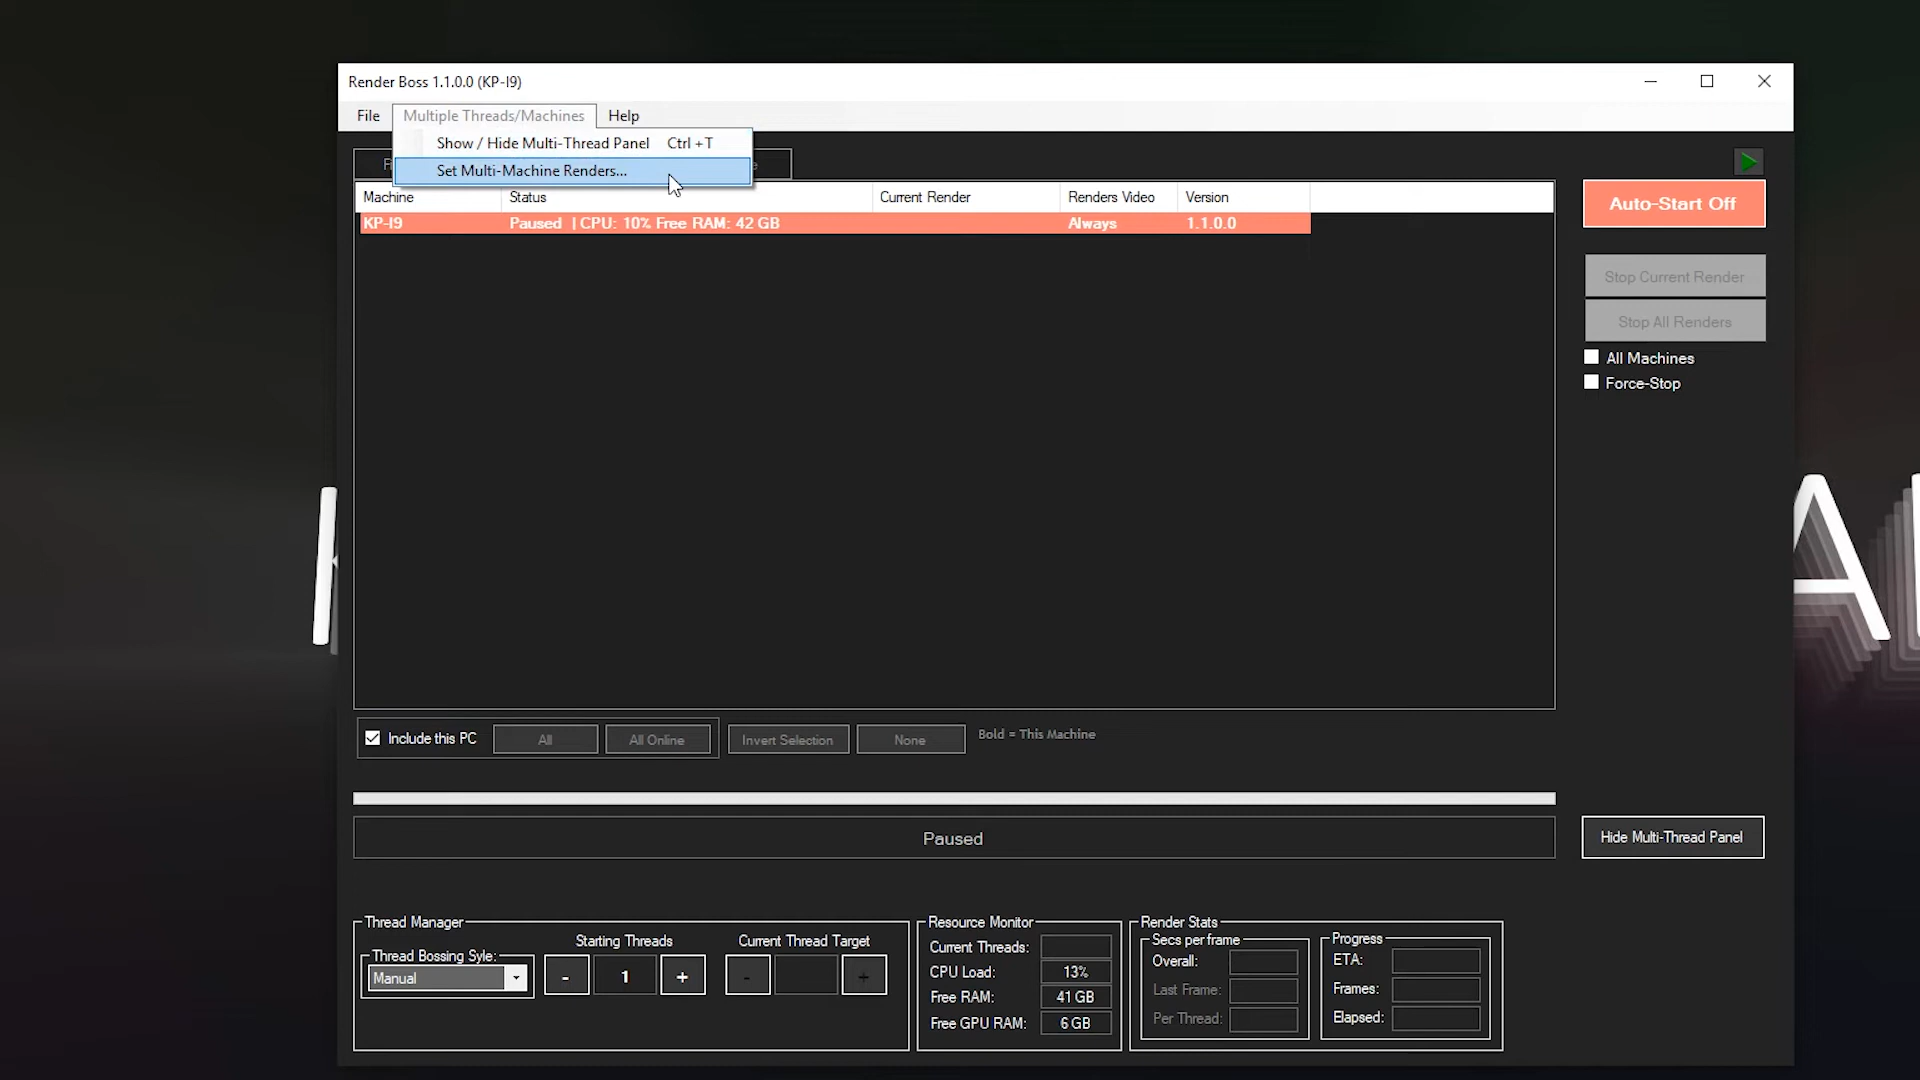 Render Boss 1.1.0.0 (KP-I9)
File Multiple Threads/Machines Help
Show / Hide Multi-Thread Panel Ctrl +T
Set Multi-Machine Renders...
Machine Status Current Render Renders Video Version
KP-I9 Paused | CPU: 10% Free RAM: 42 GB Always 1.1.0.0
Auto-Start Off
Stop Current Render
Stop All Renders
All Machines
Force-Stop
Include this PC All All Online Invert Selection None Bold = This Machine
Paused
Hide Multi-Thread Panel
Thread Manager
Thread Bossing Syle:
Manual
Starting Threads
- 1 +
Current Thread Target
- +
Resource Monitor
Current Threads:
CPU Load: 13%
Free RAM: 41 GB
Free GPU RAM: 6 GB
Render Stats
Secs per frame
Overall:
Last Frame:
Per Thread:
Progress
ETA:
Frames:
Elapsed: